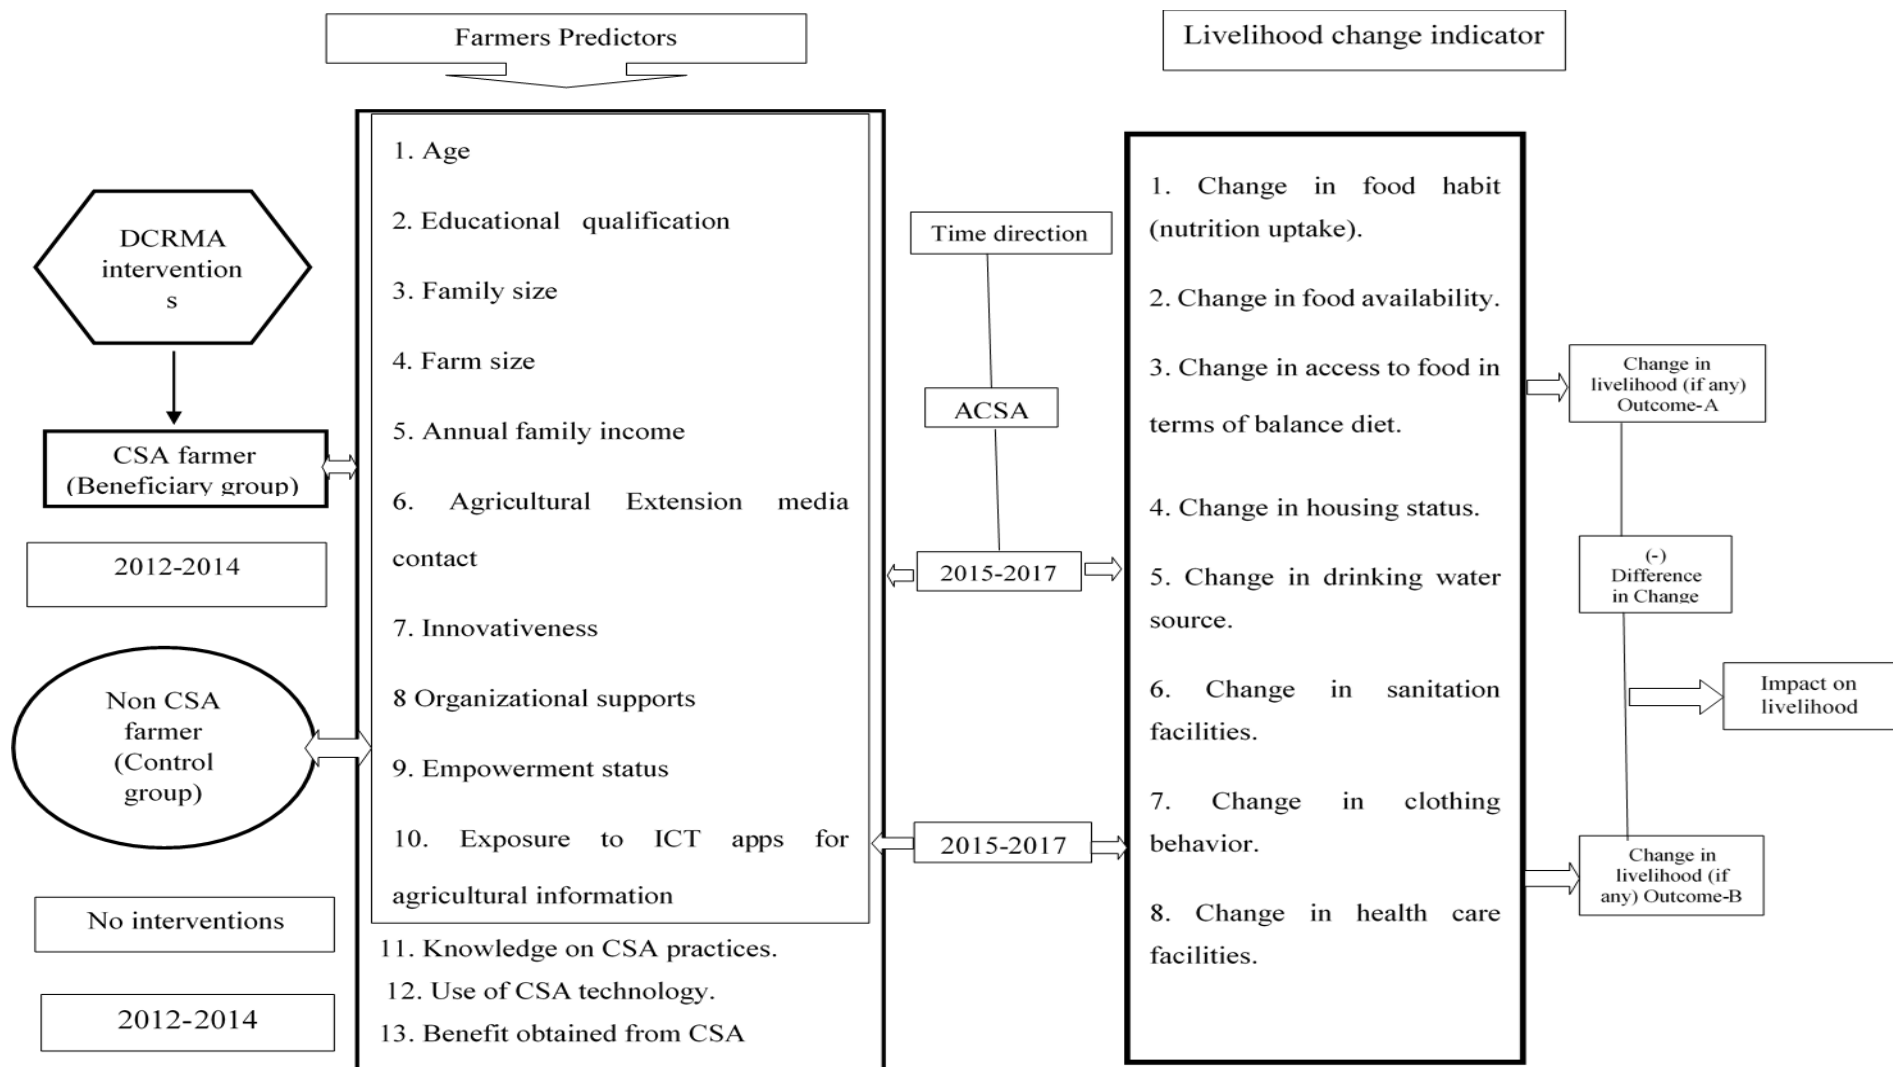 Farmers Predictors
Livelihood change indicator
DCRMA
intervention
s
CSA farmer
(Beneficiary group)
2012-2014
Non CSA
farmer
(Control
group)
No interventions
2012-2014
1. Age
2. Educational qualification
3. Family size
4. Farm size
5. Annual family income
6. Agricultural Extension media
contact
7. Innovativeness
8 Organizational supports
9. Empowerment status
10. Exposure to ICT apps for
agricultural information
11. Knowledge on CSA practices.
12. Use of CSA technology.
13. Benefit obtained from CSA
Time direction
ACSA
2015-2017
2015-2017
1. Change in food habit
(nutrition uptake).
2. Change in food availability.
3. Change in access to food in
terms of balance diet.
4. Change in housing status.
5. Change in drinking water
source.
6. Change in sanitation
facilities.
7. Change in clothing
behavior.
8. Change in health care
facilities.
Change in
livelihood (if any)
Outcome-A
(-)
Difference
in Change
Impact on
livelihood
Change in
livelihood (if
any) Outcome-B